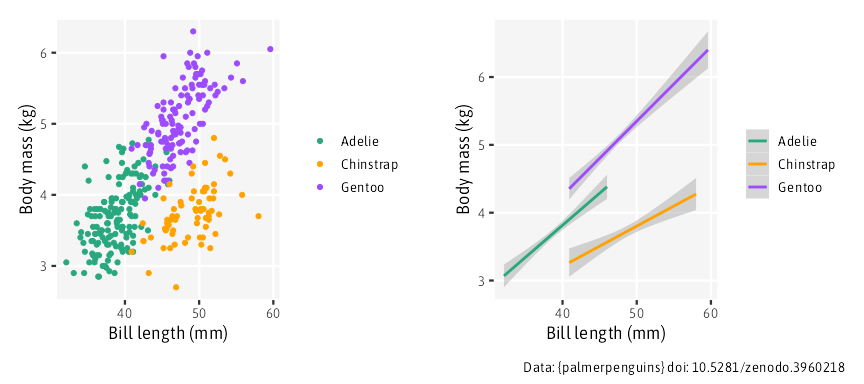 Body mass (kg)
6
5
4
3
40 50 60
Bill length (mm)
Adelie
Chinstrap
Gentoo
Body mass (kg)
6
5
4
3
40 50 60
Bill length (mm)
Adelie
Chinstrap
Gentoo
Data: {palmerpenguins} doi: 10.5281/zenodo.3960218